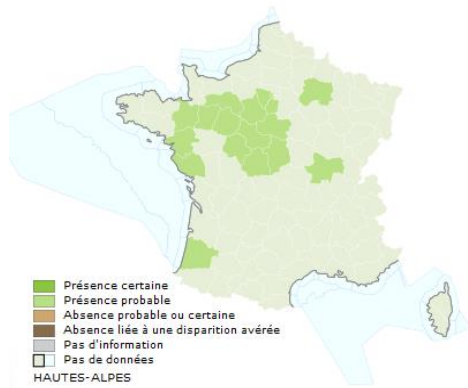 Présence certaine
Présence probable
Absence probable ou certaine
Absence liée à une disparition avérée
Pas d'information
Pas de données
HAUTES-ALPES